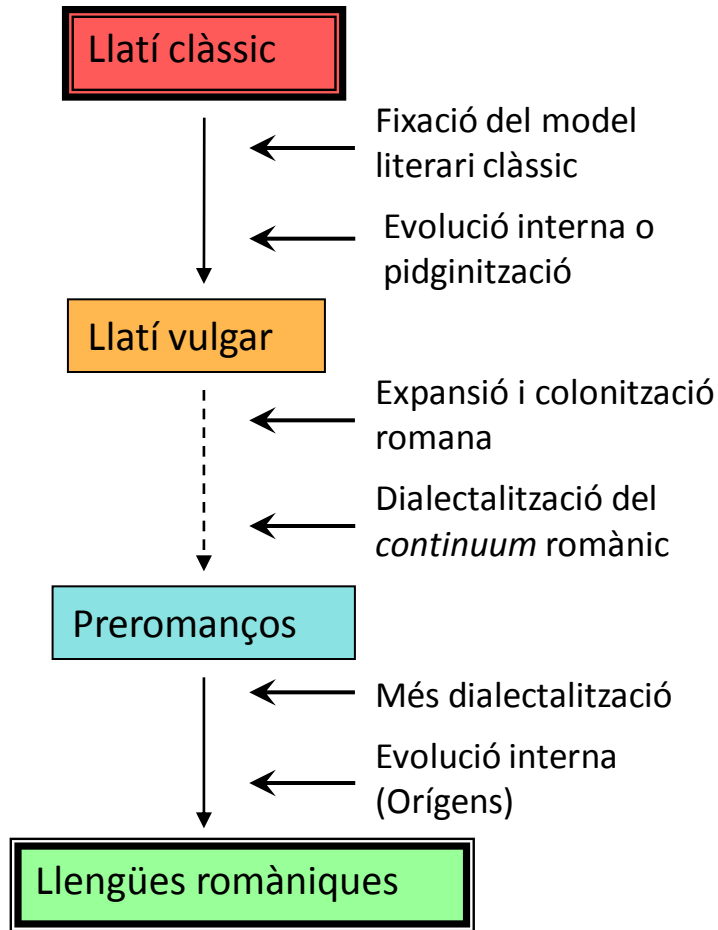 Llatí clàssic
Fixació del model
literari clàssic
Evolució interna o
pidginització
Llatí vulgar
Expansió i colonització
romana
Dialectalització del
continuum romànic
Preromanços
Més dialectalització
Evolució interna
(Orígens)
Llengües romàniques